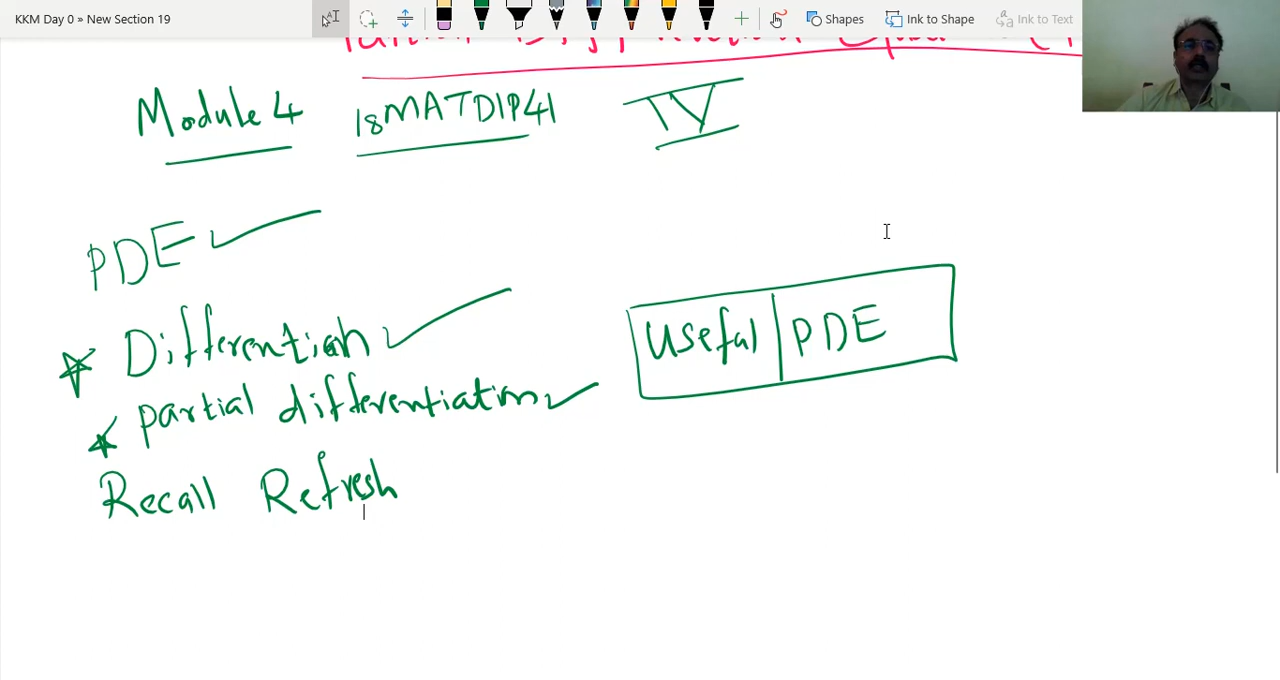 KKM Day 0 » New Section 19
Shapes
Ink to Shape
Ink to Text
Module 4 18MATDIP41 IV
PDE
Differentiation
Useful | PDE
partial differentiation
Recall Refresh